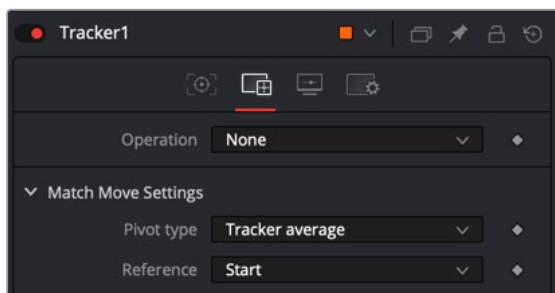 Tracker1
Operation None
Match Move Settings
Pivot type Tracker average
Reference Start